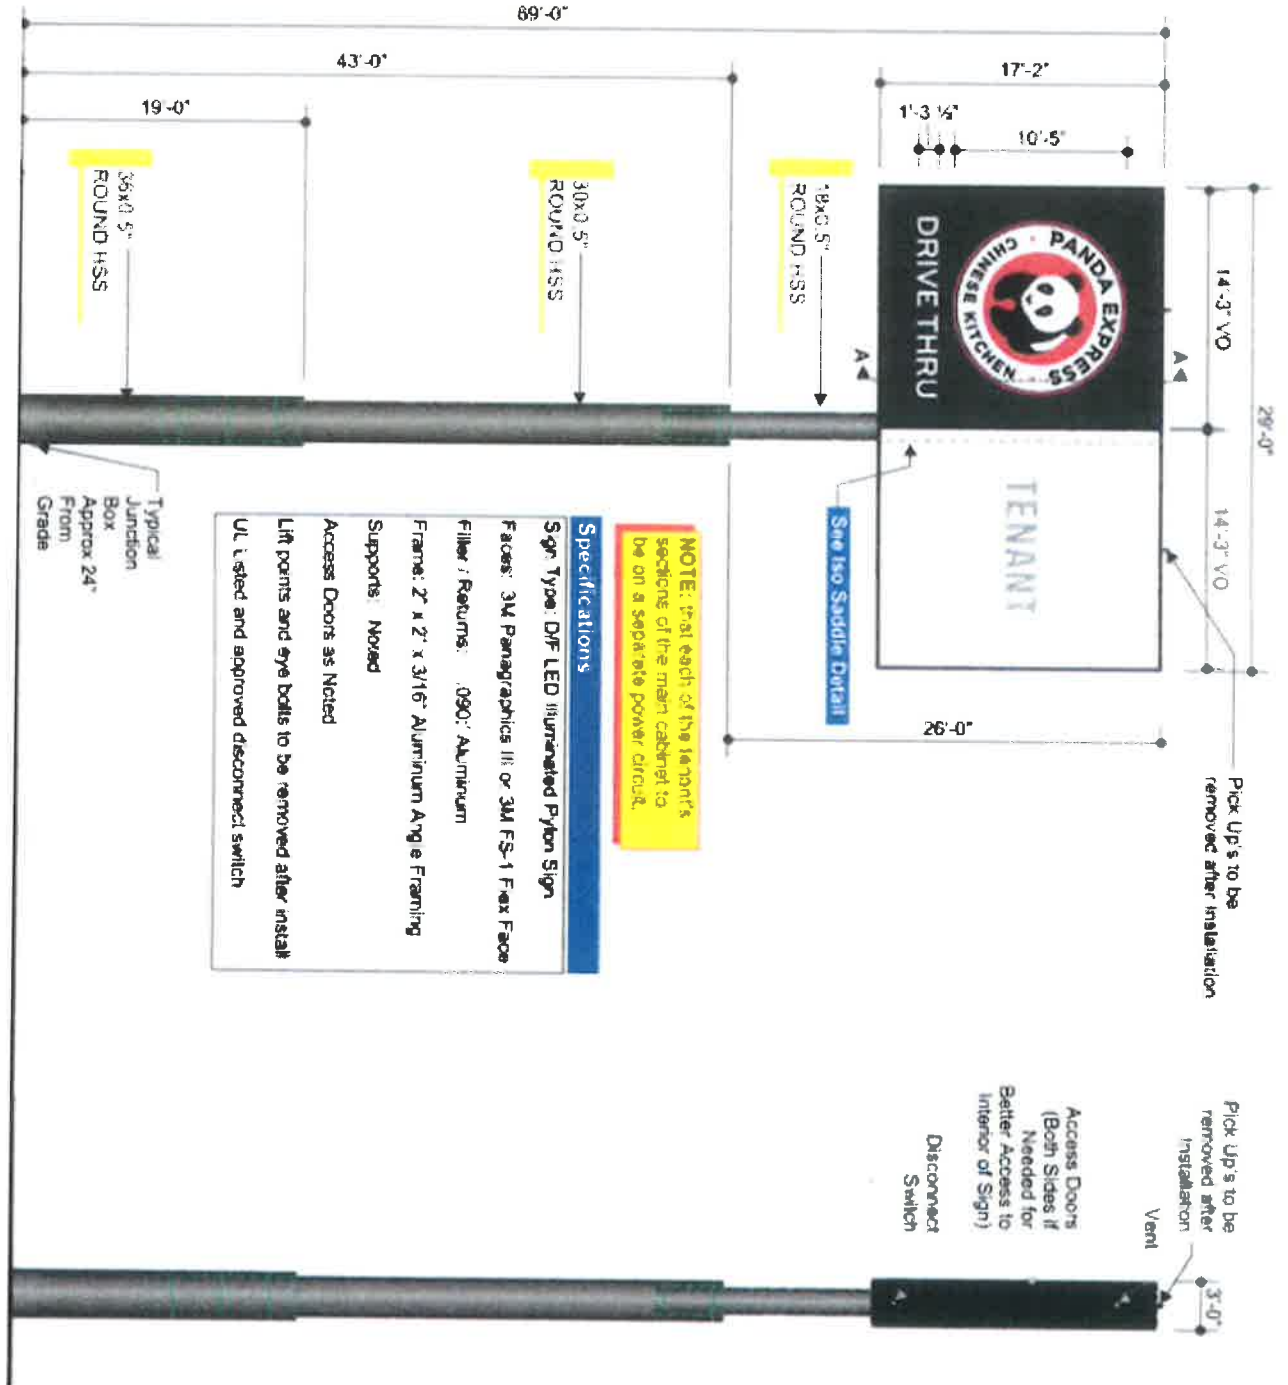 29'-0"
14'-3" VO
14'-3" VO
Pick Up's to be
removed after installation
Pick Up's to be
removed after
installation
3'-0"
Vent
A
A
PANDA EXPRESS
CHINESE KITCHEN
DRIVE THRU
TENANT
69'-0"
43'-0"
19'-0"
17'-2"
10'-5"
1'-3 ½"
26'-0"
See Iso Saddle Detail
Access Doors
(Both Sides if
Needed for
Better Access to
Interior of Sign)
Disconnect
Switch
18x0.5"
ROUND HSS
30x0.5"
ROUND HSS
36x0.5"
ROUND HSS
NOTE: that each of the tenant's
sections of the main cabinet to
be on a separate power circuit.
Specifications
Sign Type: D/F LED Illuminated Pylon Sign
Faces: 3M Panagraphics III or 3M FS-1 Flex Face
Filler / Returns: .090" Aluminum
Frame: 2" x 2" x 3/16" Aluminum Angle Framing
Supports: Noted
Access Doors as Noted
Lift points and eye bolts to be removed after install
UL Listed and approved disconnect switch
Typical
Junction
Box
Approx 24"
From
Grade